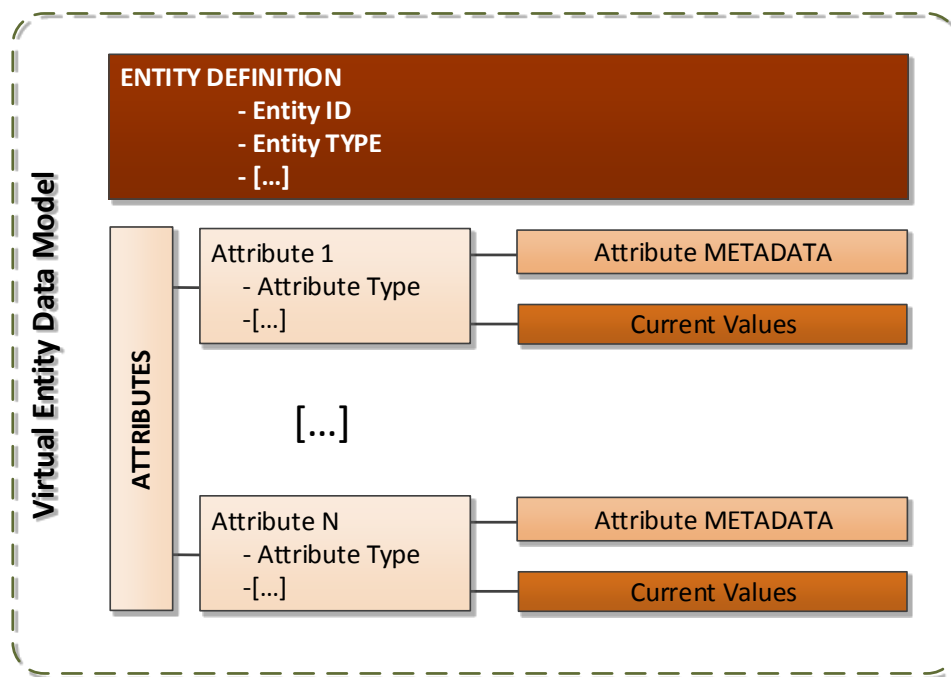 Virtual Entity Data Model
ENTITY DEFINITION
- Entity ID
- Entity TYPE
- [...]
ATTRIBUTES
Attribute 1
- Attribute Type
-[...]
Attribute METADATA
Current Values
[...]
Attribute N
- Attribute Type
-[...]
Attribute METADATA
Current Values